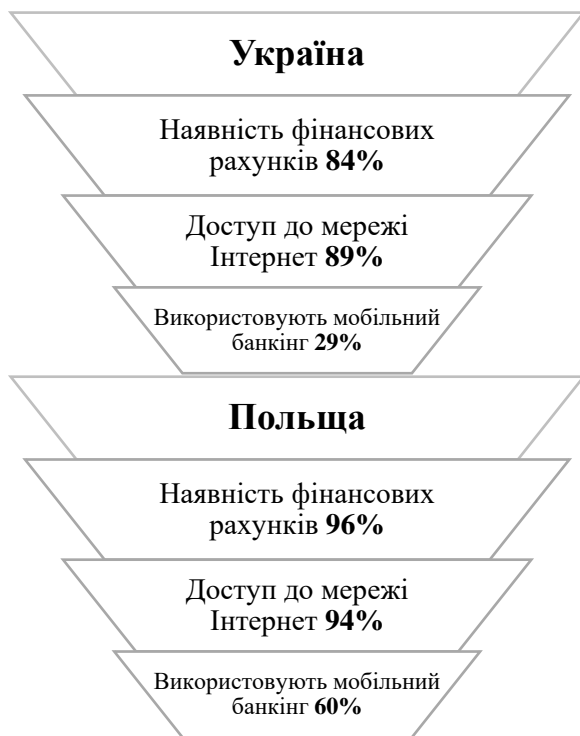 Україна
Наявність фінансових
рахунків 84%
Доступ до мережі
Інтернет 89%
Використовують мобільний
банкінг 29%
Польща
Наявність фінансових
рахунків 96%
Доступ до мережі
Інтернет 94%
Використовують мобільний
банкінг 60%